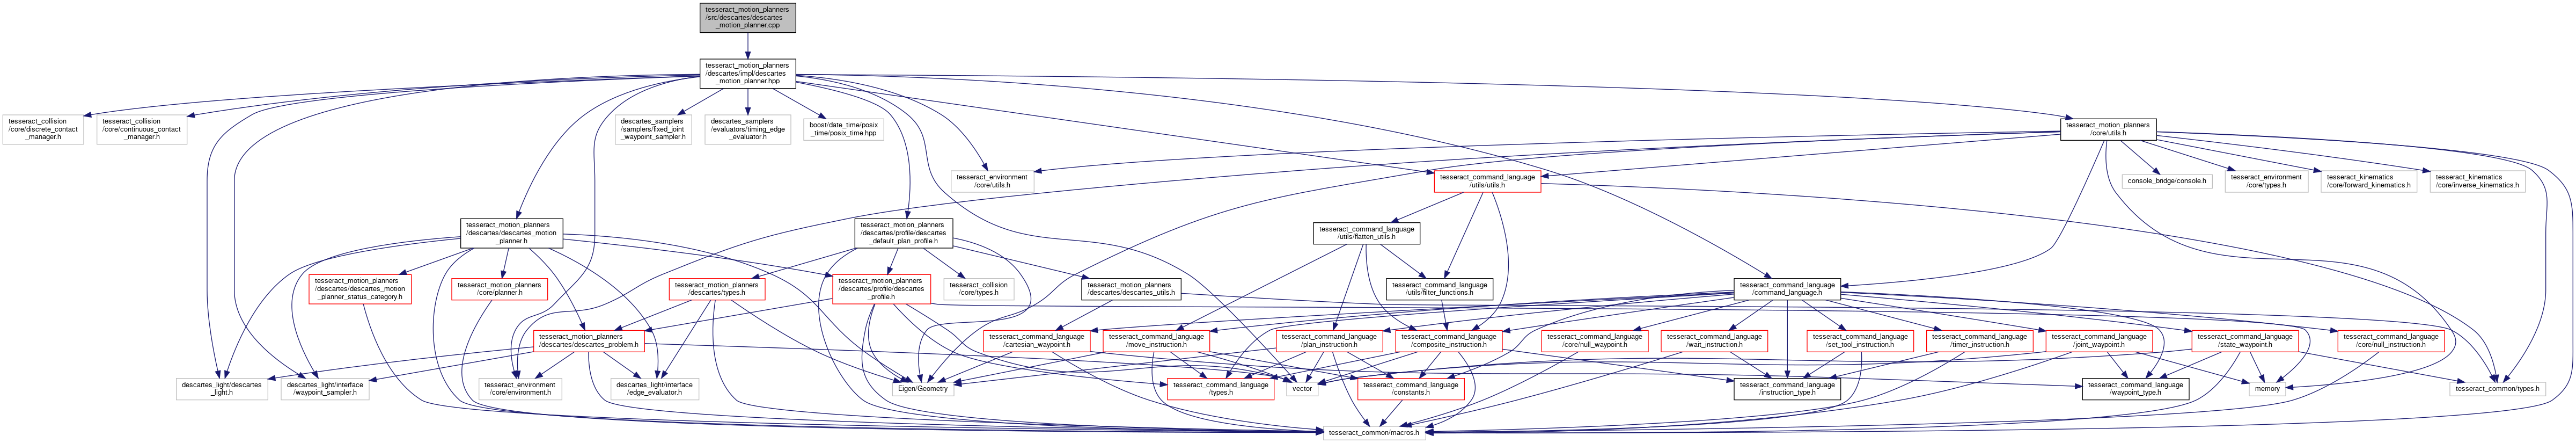 tesseract_motion_planners
/src/descartes/descartes
_motion_planner.cpp
tesseract_motion_planners
/descartes/impl/descartes
_motion_planner.hpp
tesseract_collision
/core/discrete_contact
_manager.h
tesseract_collision
/core/continuous_contact
_manager.h
descartes_samplers
/samplers/fixed_joint
_waypoint_sampler.h
descartes_samplers
/evaluators/timing_edge
_evaluator.h
boost/date_time/posix
_time/posix_time.hpp
tesseract_motion_planners
/core/utils.h
tesseract_environment
/core/utils.h
tesseract_command_language
/utils/utils.h
console_bridge/console.h
tesseract_environment
/core/types.h
tesseract_kinematics
/core/forward_kinematics.h
tesseract_kinematics
/core/inverse_kinematics.h
tesseract_motion_planners
/descartes/descartes_motion
_planner.h
tesseract_motion_planners
/descartes/profile/descartes
_default_plan_profile.h
tesseract_command_language
/utils/flatten_utils.h
tesseract_motion_planners
/descartes/descartes_motion
_planner_status_category.h
tesseract_motion_planners
/core/planner.h
tesseract_motion_planners
/descartes/types.h
tesseract_motion_planners
/descartes/profile/descartes
_profile.h
tesseract_collision
/core/types.h
tesseract_motion_planners
/descartes/descartes_utils.h
tesseract_command_language
/utils/filter_functions.h
tesseract_command_language
/command_language.h
tesseract_motion_planners
/descartes/descartes_problem.h
tesseract_command_language
/cartesian_waypoint.h
tesseract_command_language
/move_instruction.h
tesseract_command_language
/plan_instruction.h
tesseract_command_language
/composite_instruction.h
tesseract_command_language
/core/null_waypoint.h
tesseract_command_language
/wait_instruction.h
tesseract_command_language
/set_tool_instruction.h
tesseract_command_language
/timer_instruction.h
tesseract_command_language
/joint_waypoint.h
tesseract_command_language
/state_waypoint.h
tesseract_command_language
/core/null_instruction.h
descartes_light/descartes
_light.h
descartes_light/interface
/waypoint_sampler.h
tesseract_environment
/core/environment.h
descartes_light/interface
/edge_evaluator.h
Eigen/Geometry
tesseract_command_language
/types.h
vector
tesseract_command_language
/constants.h
tesseract_command_language
/instruction_type.h
tesseract_command_language
/waypoint_type.h
memory
tesseract_common/types.h
tesseract_common/macros.h